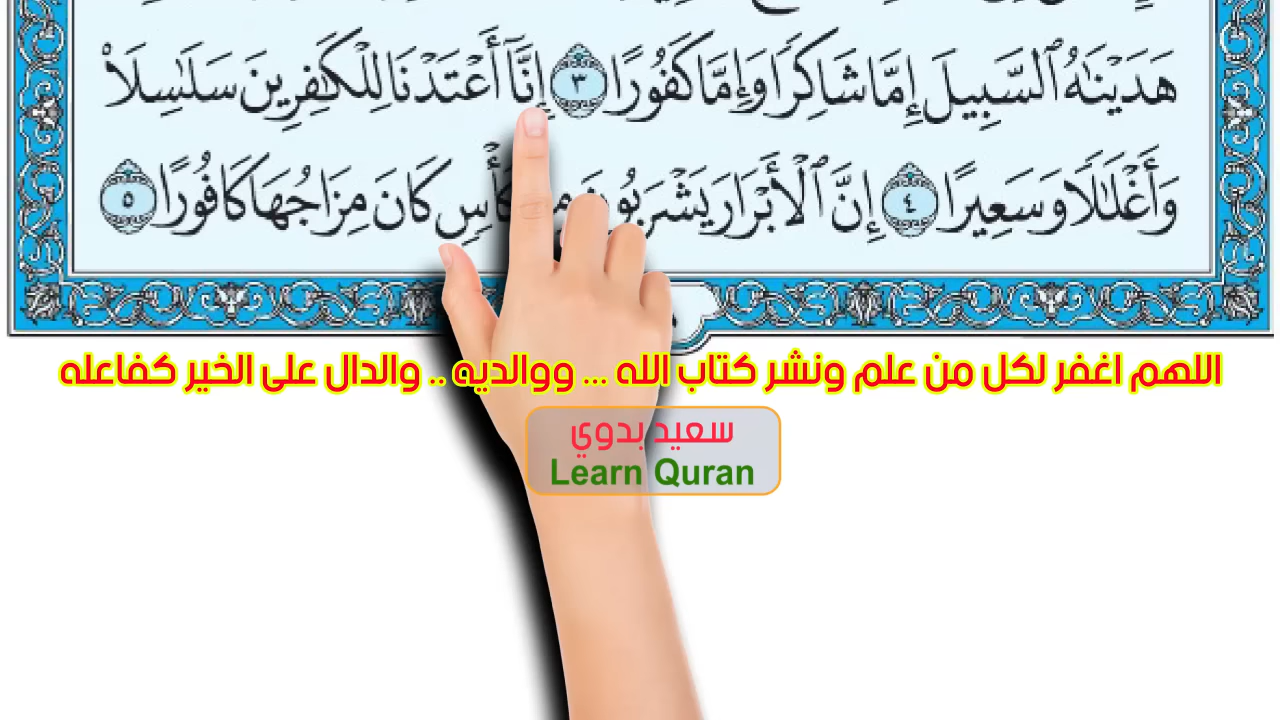 هَدَيْنَٰهُ ٱلسَّبِيلَ إِمَّا شَاكِرًا وَإِمَّا كَفُورًا ٣ إِنَّآ أَعْتَدْنَا لِلْكَٰفِرِينَ سَلَٰسِلَا۟
وَأَغْلَٰلًا وَسَعِيرًا ٤ إِنَّ ٱلْأَبْرَارَ يَشْرَبُونَ كَأْسٍ كَانَ مِزَاجُهَا كَافُورًا ٥
اللهم اغفر لكل من علم ونشر كتاب الله ... ووالديه .. والدال على الخير كفاعله
سعيد بدوي
Learn Quran